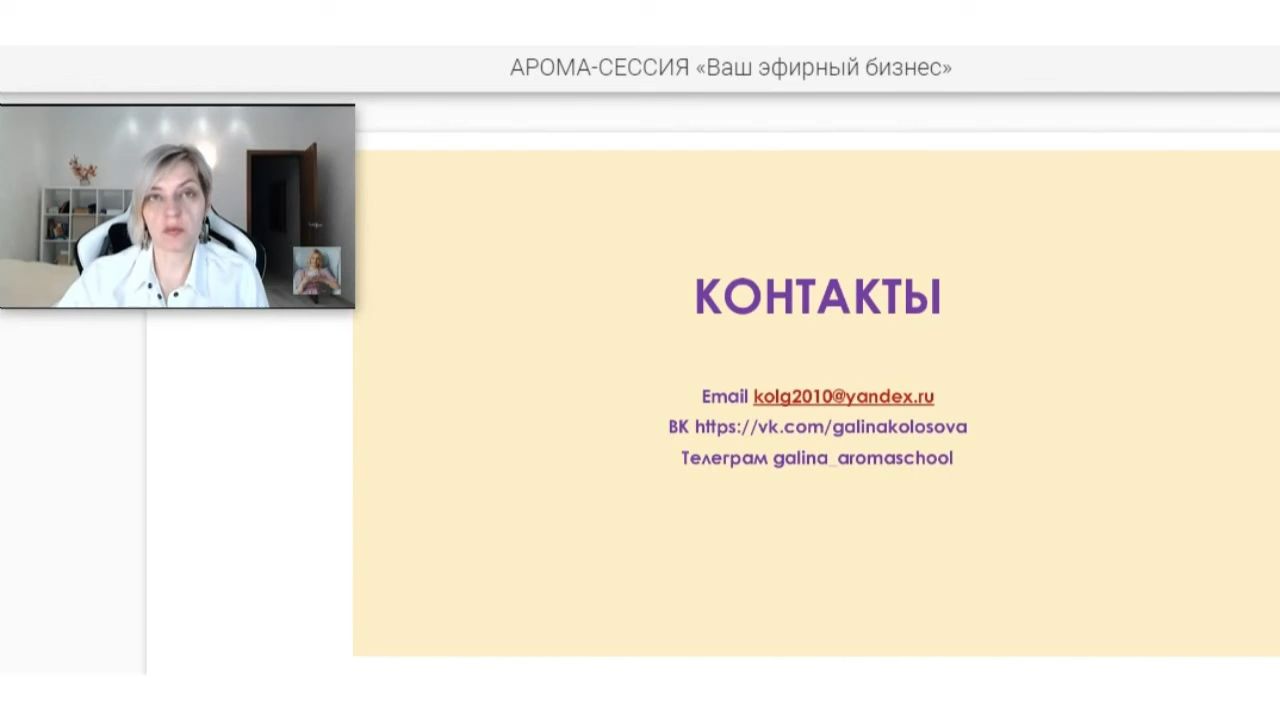 АРОМА-СЕССИЯ «Ваш эфирный бизнес»
КОНТАКТЫ
Email kolg2010@yandex.ru
ВК https://vk.com/galinakolosova
Телеграм galina_aromaschool